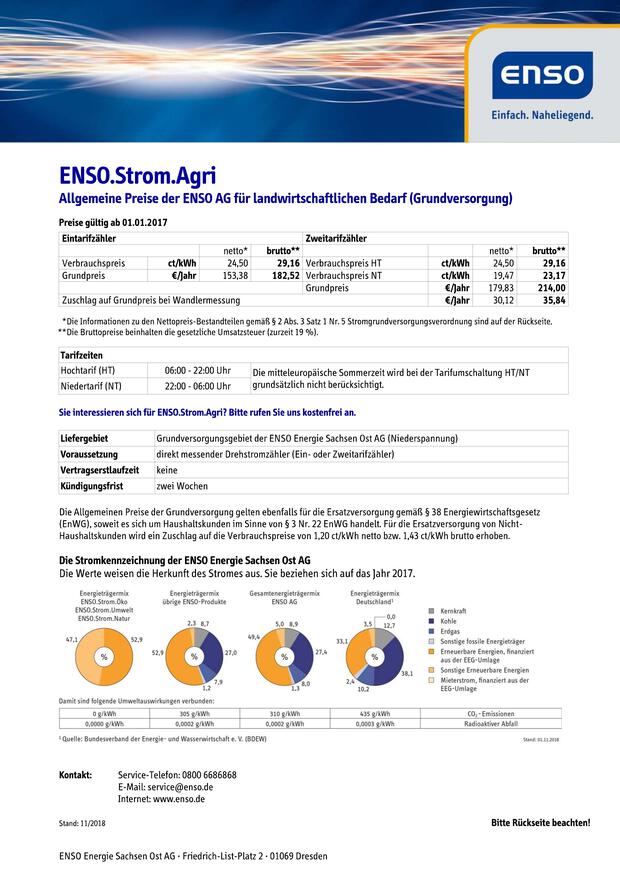 ENSO
Einfach. Naheliegend.
ENSO.Strom.Agri
Allgemeine Preise der ENSO AG für landwirtschaftlichen Bedarf (Grundversorgung)
Preise gültig ab 01.01.2017
Eintarifzähler Zweitarifzähler
netto* brutto** netto* brutto**
Verbrauchspreis ct/kWh 24,50 29,16 Verbrauchspreis HT ct/kWh 24,50 29,16
Grundpreis €/Jahr 153,38 182,52 Verbrauchspreis NT ct/kWh 19,47 23,17
Grundpreis €/Jahr 179,83 214,00
Zuschlag auf Grundpreis bei Wandlermessung €/Jahr 30,12 35,84
*Die Informationen zu den Nettopreis-Bestandteilen gemäß § 2 Abs. 3 Satz 1 Nr. 5 Stromgrundversorgungsverordnung sind auf der Rückseite.
**Die Bruttopreise beinhalten die gesetzliche Umsatzsteuer (zurzeit 19 %).
Tarifzeiten
Hochtarif (HT) 06:00 - 22:00 Uhr Die mitteleuropäische Sommerzeit wird bei der Tarifumschaltung HT/NT
Niedertarif (NT) 22:00 - 06:00 Uhr grundsätzlich nicht berücksichtigt.
Sie interessieren sich für ENSO.Strom.Agri? Bitte rufen Sie uns kostenfrei an.
Liefergebiet Grundversorgungsgebiet der ENSO Energie Sachsen Ost AG (Niederspannung)
Voraussetzung direkt messender Drehstromzähler (Ein- oder Zweitarifzähler)
Vertragserstlaufzeit keine
Kündigungsfrist zwei Wochen
Die Allgemeinen Preise der Grundversorgung gelten ebenfalls für die Ersatzversorgung gemäß § 38 Energiewirtschaftsgesetz
(EnWG), soweit es sich um Haushaltskunden im Sinne von § 3 Nr. 22 EnWG handelt. Für die Ersatzversorgung von Nicht-
Haushaltskunden wird ein Zuschlag auf die Verbrauchspreise von 1,20 ct/kWh netto bzw. 1,43 ct/kWh brutto erhoben.
Die Stromkennzeichnung der ENSO Energie Sachsen Ost AG
Die Werte weisen die Herkunft des Stromes aus. Sie beziehen sich auf das Jahr 2017.
Energieträgermix
ENSO.Strom.Öko
ENSO.Strom.Umwelt
ENSO.Strom.Natur
47,1 52,9
%
Energieträgermix
übrige ENSO-Produkte
2,3 8,7
52,9 27,0
%
7,9
1,2
Gesamtenergieträgermix
ENSO AG
5,0 8,9
49,4 27,4
%
8,0
1,3
Energieträgermix
Deutschland¹
0,0
3,5 12,7
33,1
%
38,1
2,4
10,2
Kernkraft
Kohle
Erdgas
Sonstige fossile Energieträger
Erneuerbare Energien, finanziert
aus der EEG-Umlage
Sonstige Erneuerbare Energien
Mieterstrom, finanziert aus der
EEG-Umlage
Damit sind folgende Umweltauswirkungen verbunden:
0 g/kWh 305 g/kWh 310 g/kWh 435 g/kWh CO₂-Emissionen
0,0000 g/kWh 0,0002 g/kWh 0,0002 g/kWh 0,0003 g/kWh Radioaktiver Abfall
¹ Quelle: Bundesverband der Energie- und Wasserwirtschaft e. V. (BDEW) Stand: 01.11.2018
Kontakt: Service-Telefon: 0800 6686868
E-Mail: service@enso.de
Internet: www.enso.de
Stand: 11/2018 Bitte Rückseite beachten!
ENSO Energie Sachsen Ost AG · Friedrich-List-Platz 2 · 01069 Dresden